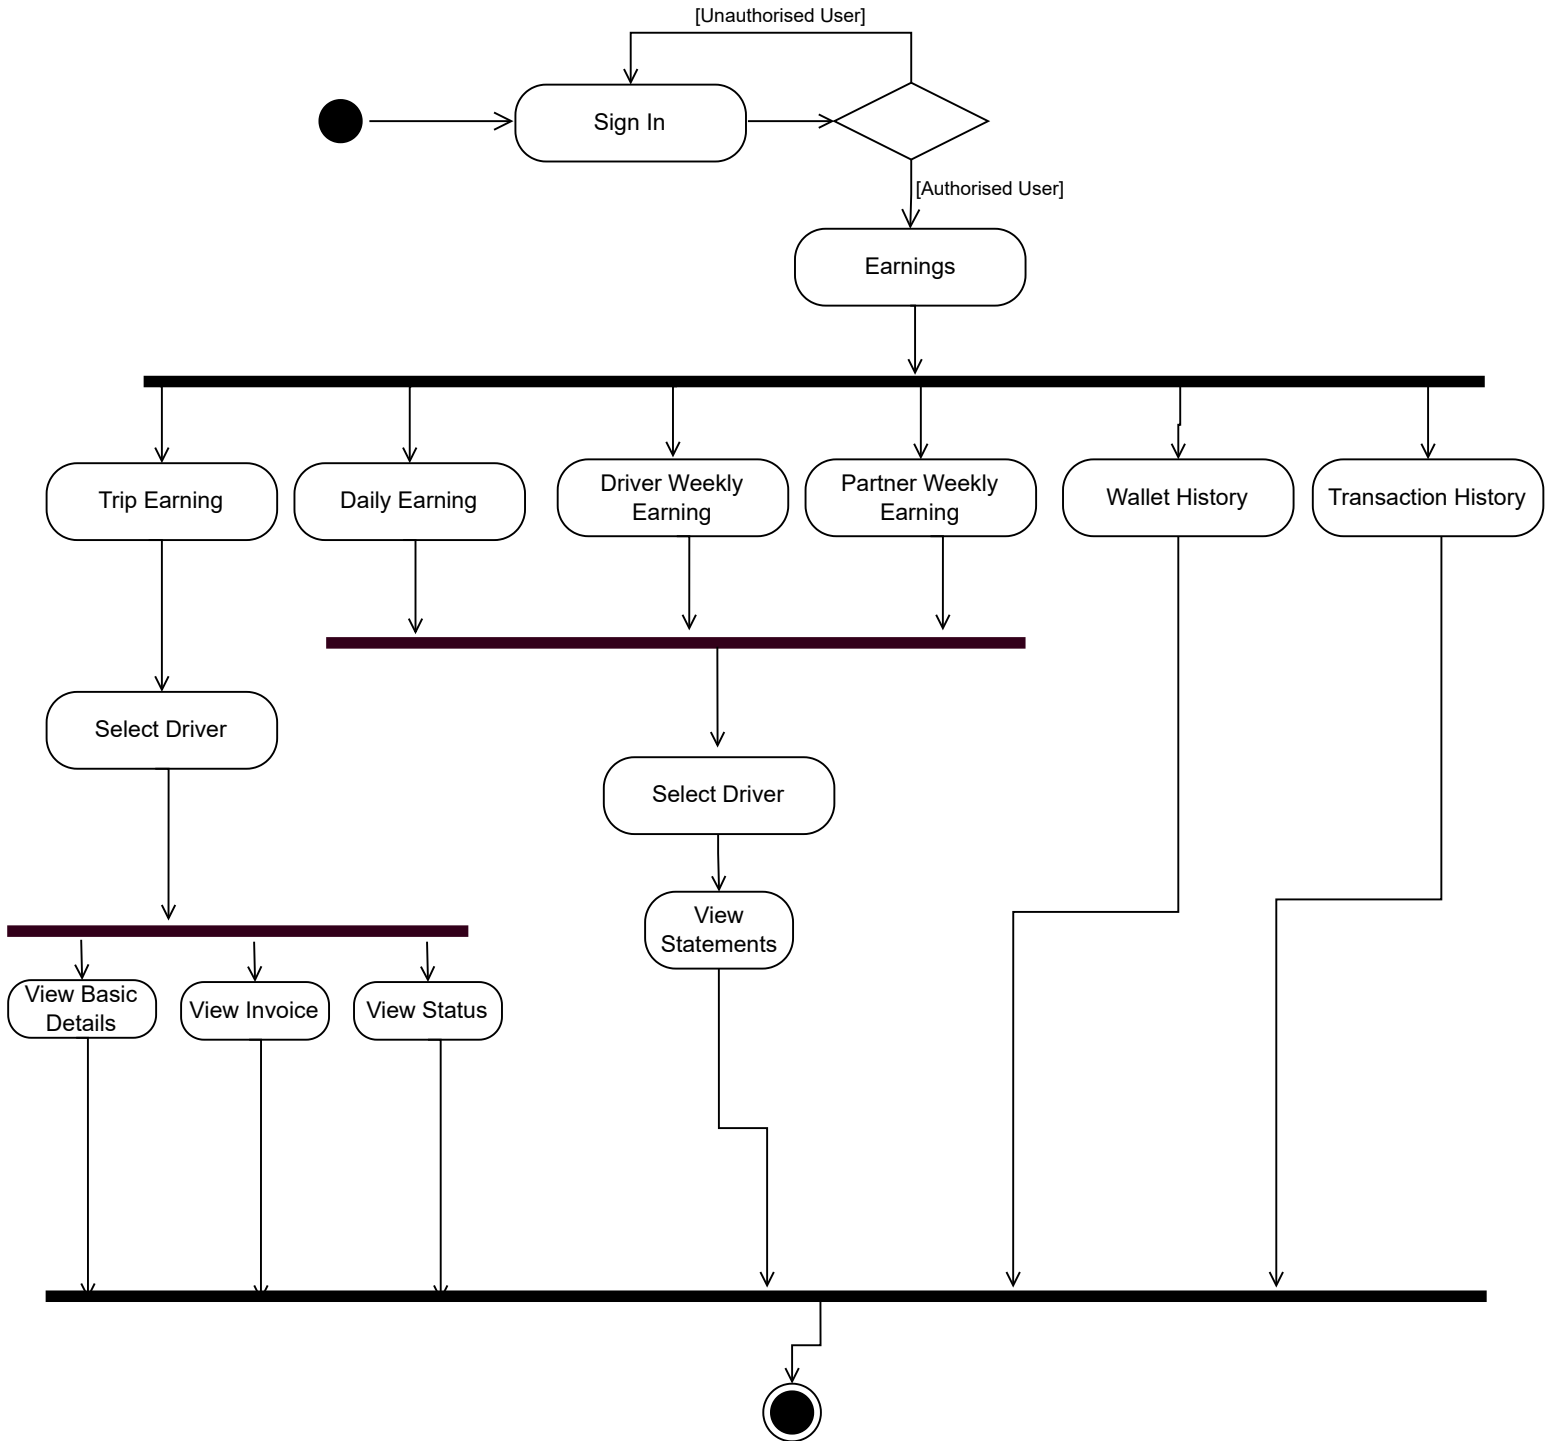 [Unauthorised User]
Sign In
[Authorised User]
Earnings
Trip Earning
Daily Earning
Driver Weekly
Earning
Partner Weekly
Earning
Wallet History
Transaction History
Select Driver
Select Driver
View
Statements
View Basic
Details
View Invoice
View Status